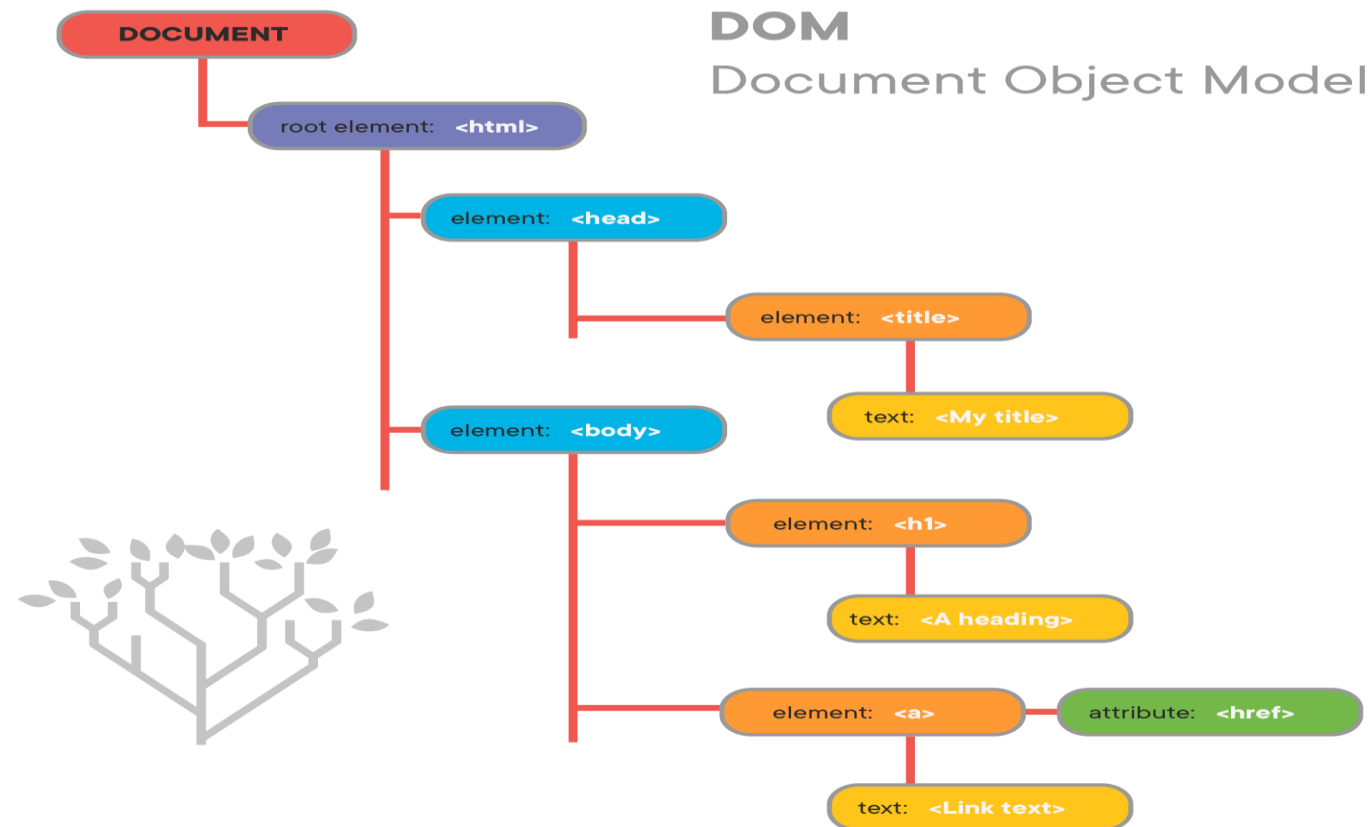 DOCUMENT
DOM
Document Object Model
root element: <html>
element: <head>
element: <title>
text: <My title>
element: <body>
element: <h1>
text: <A heading>
element: <a>
attribute: <href>
text: <Link text>